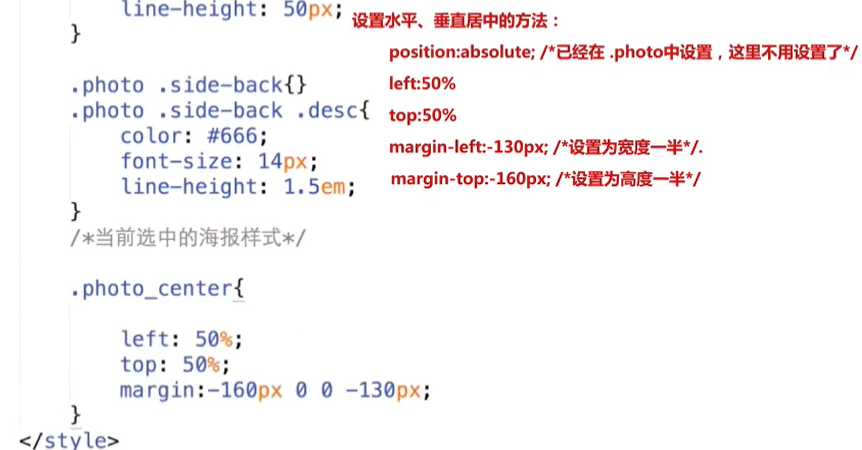 line-height: 50px;
设置水平、垂直居中的方法：
}
position:absolute; /*已经在 .photo中设置，这里不用设置了*/
.photo .side-back{}
left:50%
.photo .side-back .desc{
top:50%
color: #666;
margin-left:-130px; /*设置为宽度一半*/.
font-size: 14px;
margin-top:-160px; /*设置为高度一半*/
line-height: 1.5em;
}
/*当前选中的海报样式*/
.photo_center{
left: 50%;
top: 50%;
margin:-160px 0 0 -130px;
}
</style>